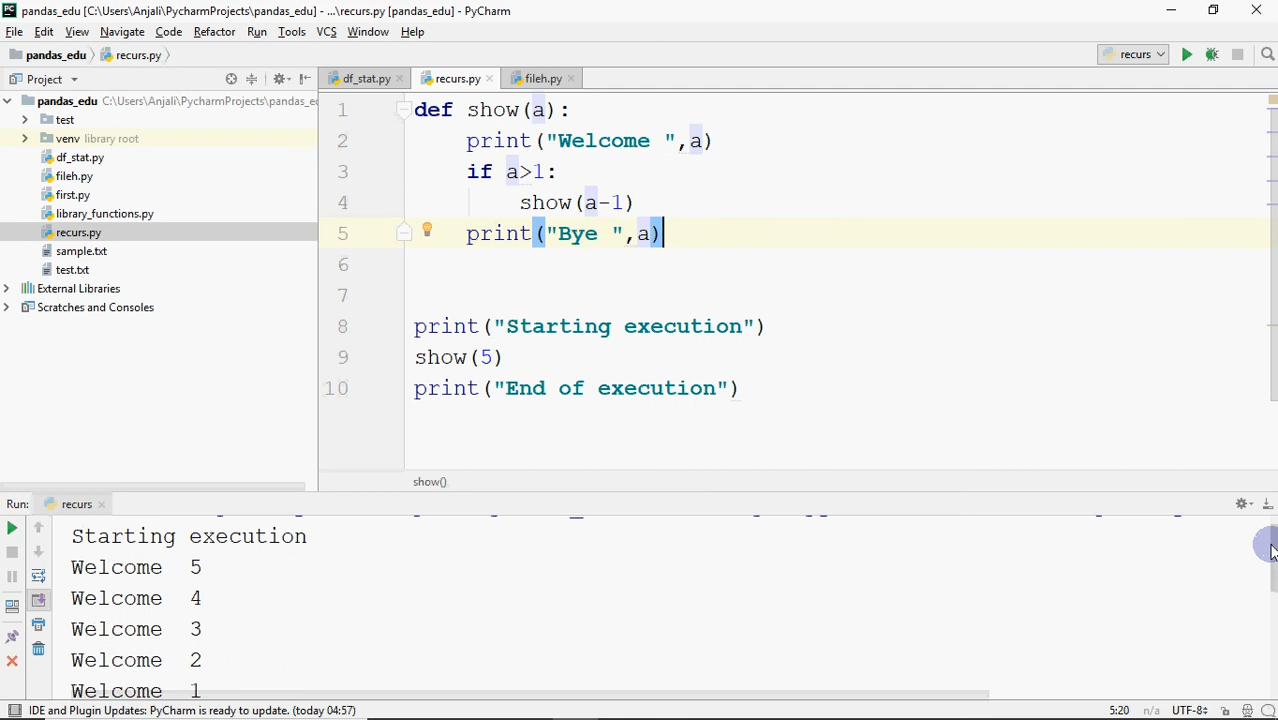 pandas_edu [C:\Users\Anjali\PycharmProjects\pandas_edu] - ...\recurs.py [pandas_edu] - PyCharm
File Edit View Navigate Code Refactor Run Tools VCS Window Help
pandas_edu recurs.py recurs
Project df_stat.py recurs.py fileh.py
pandas_edu C:\Users\Anjali\PycharmProjects\pandas_e
test
venv library root
df_stat.py
fileh.py
first.py
library_functions.py
recurs.py
sample.txt
test.txt
External Libraries
Scratches and Consoles
1 def show(a):
2 print("Welcome ",a)
3 if a>1:
4 show(a-1)
5 print("Bye ",a)
6
7
8 print("Starting execution")
9 show(5)
10 print("End of execution")
show()
Run: recurs
Starting execution
Welcome  5
Welcome  4
Welcome  3
Welcome  2
Welcome  1
IDE and Plugin Updates: PyCharm is ready to update. (today 04:57) 5:20 n/a UTF-8